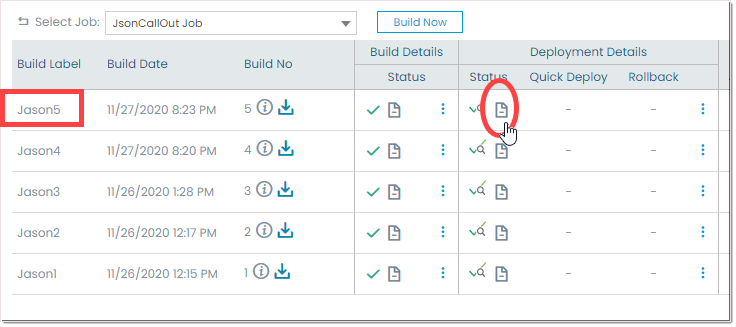 Select Job: JsonCallOut Job Build Now
Build Details Deployment Details
Build Label Build Date Build No Status Status Quick Deploy Rollback
Jason5 11/27/2020 8:23 PM 5 - -
Jason4 11/27/2020 8:20 PM 4 - -
Jason3 11/26/2020 1:28 PM 3 - -
Jason2 11/26/2020 12:17 PM 2 - -
Jason1 11/26/2020 12:15 PM 1 - -